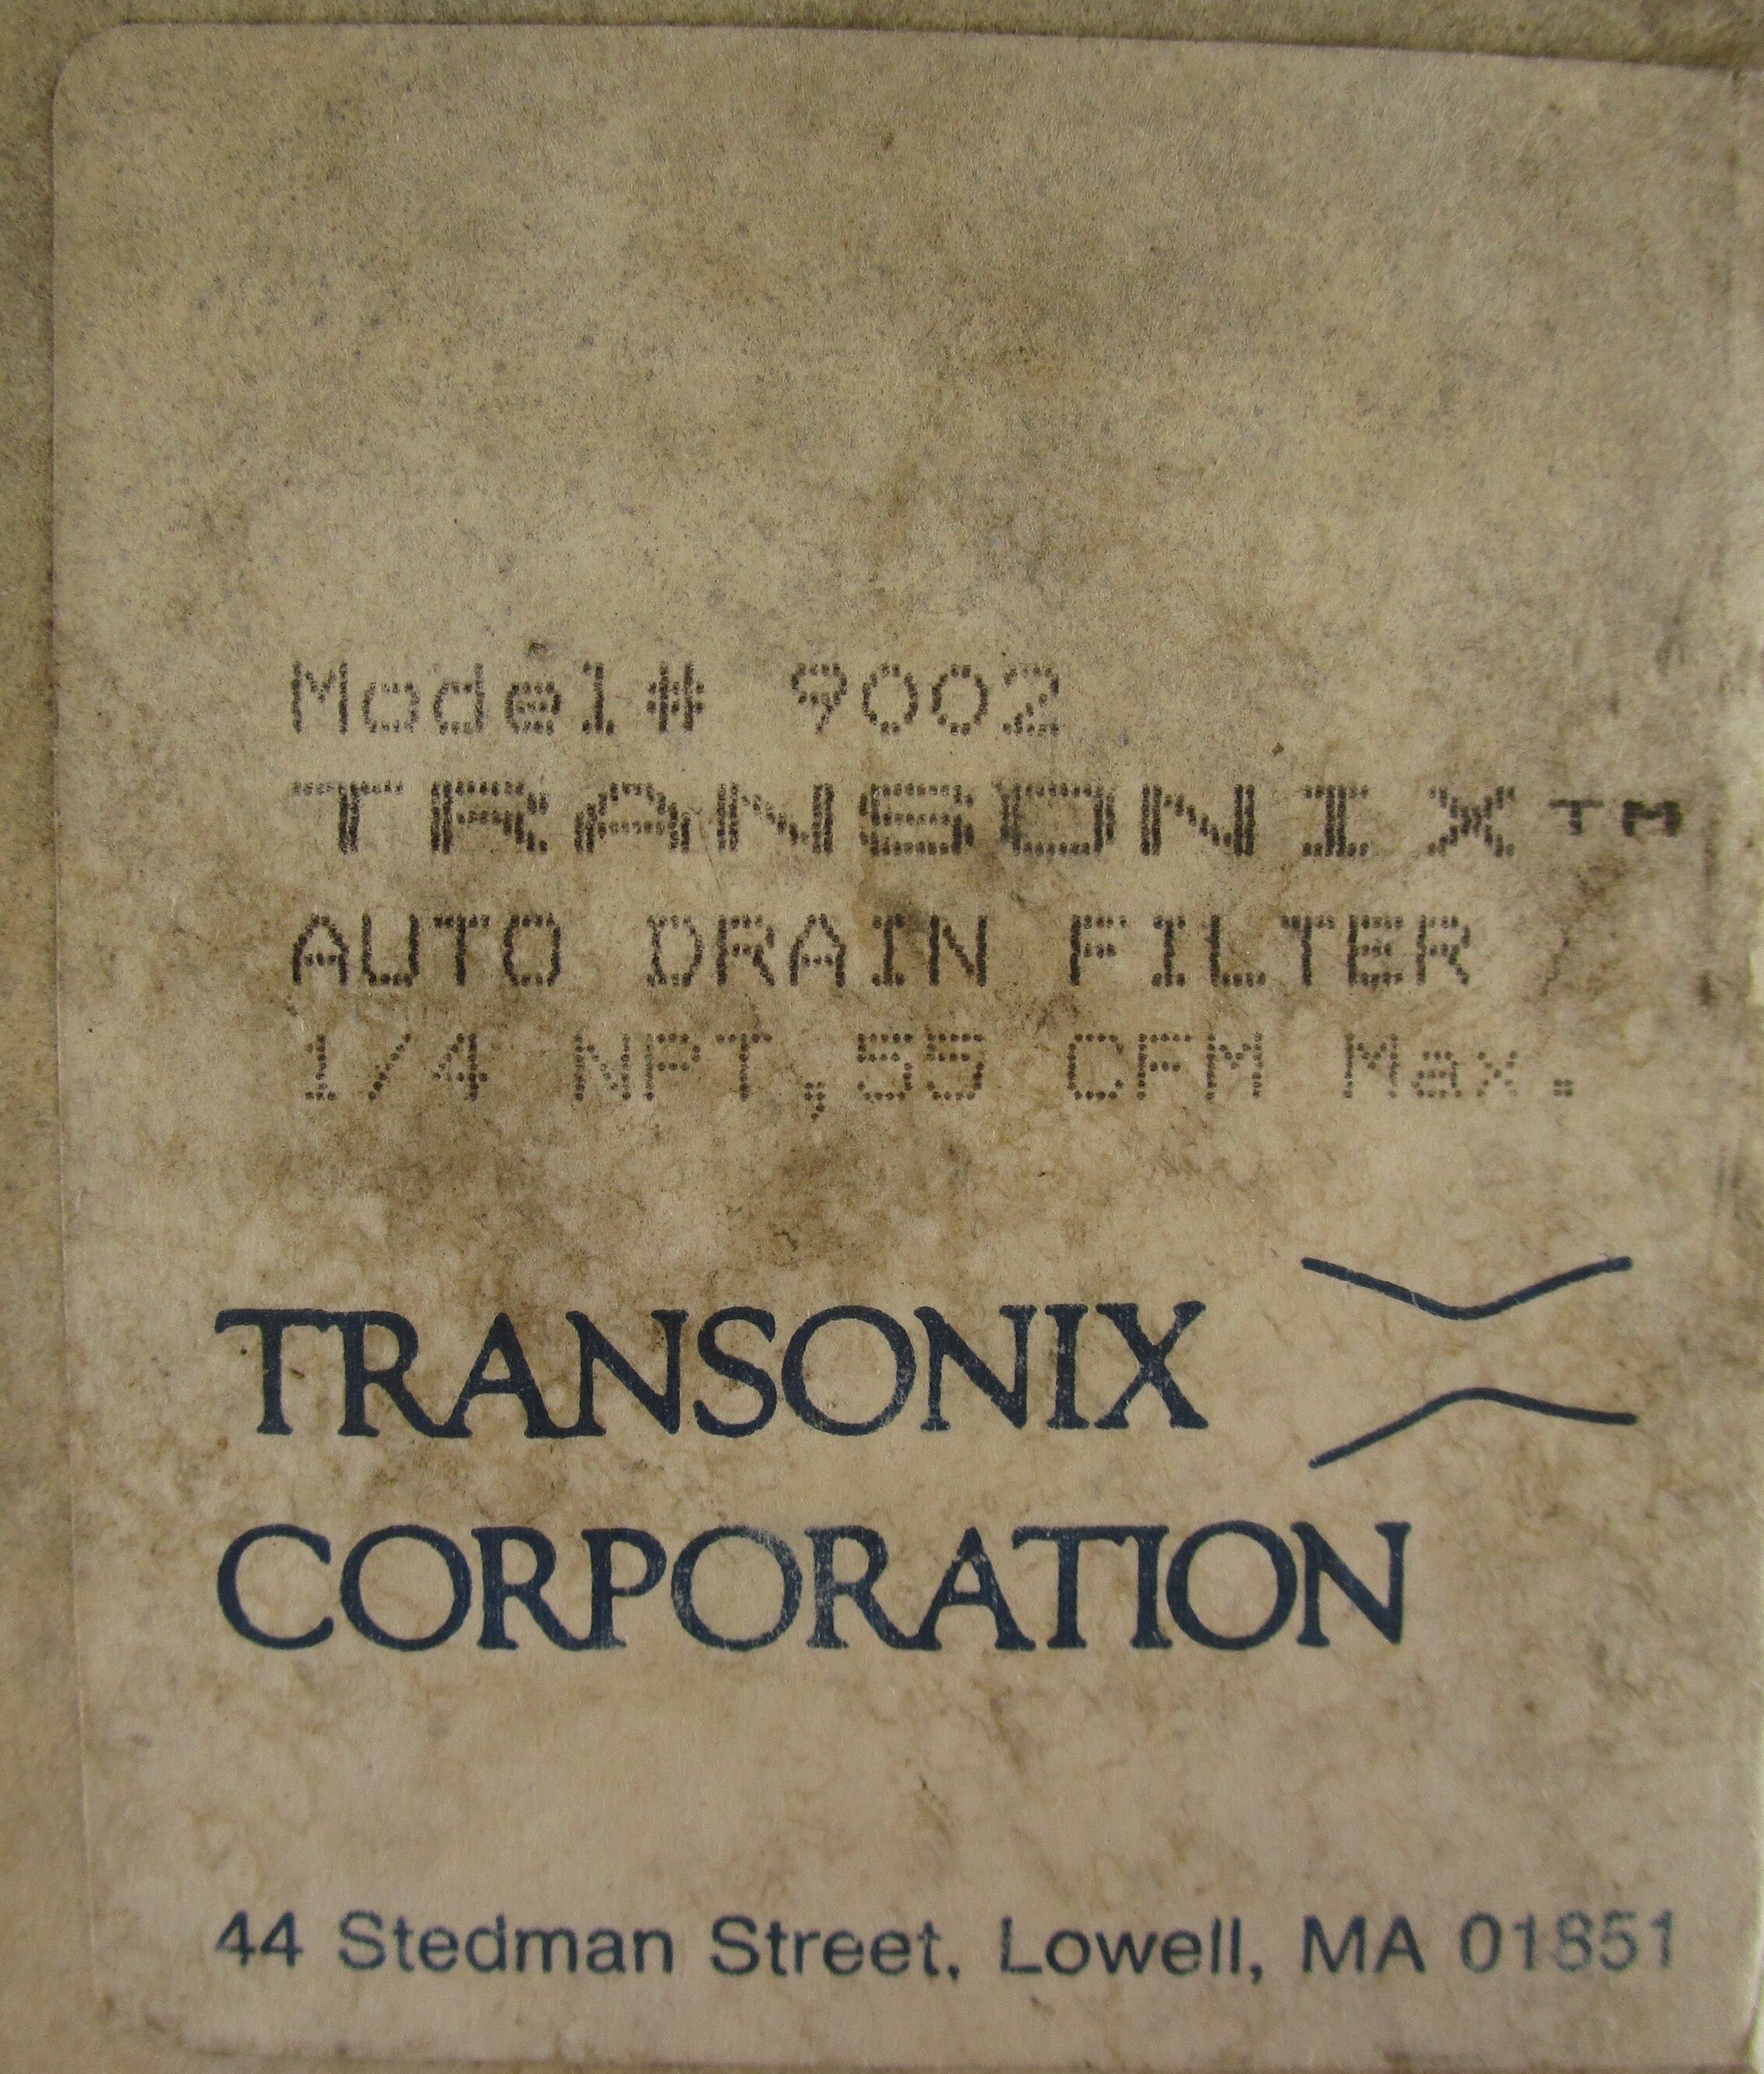 Model# 9002
TRANSONIX™
AUTO DRAIN FILTER
1/4 NPT,55 CFM Max.
TRANSONIX
CORPORATION
44 Stedman Street, Lowell, MA 01851